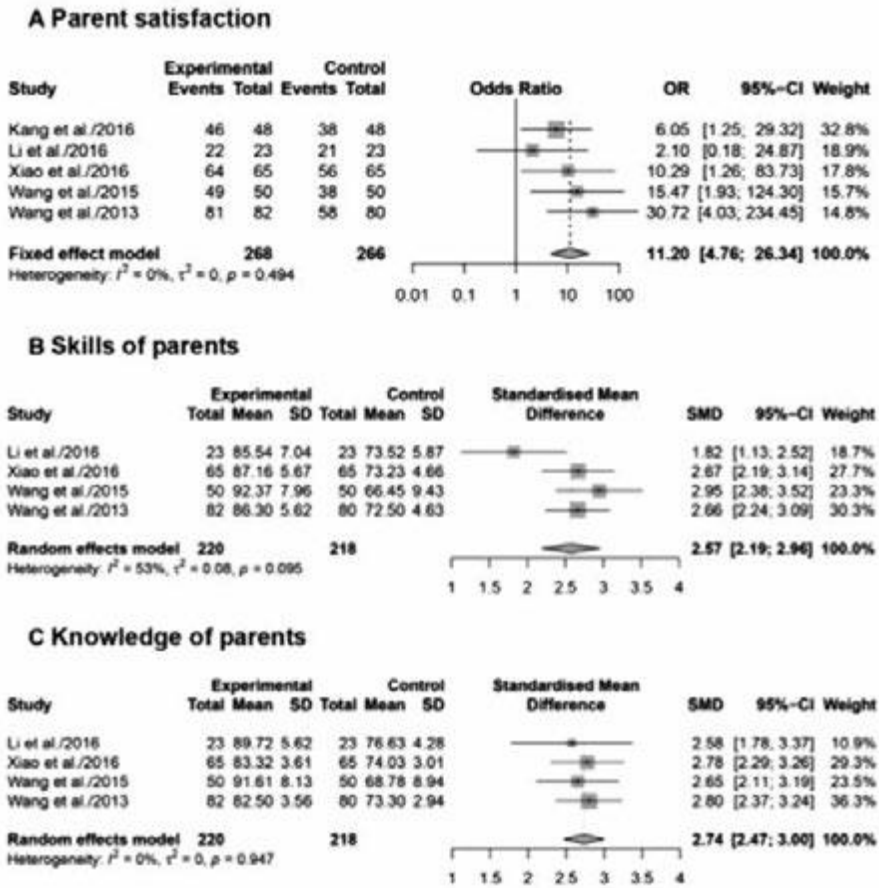 A Parent satisfaction
Experimental Control
Study Events Total Events Total Odds Ratio OR 95%-CI Weight
Kang et al./2016 46 48 38 48 6.05 [1.25; 29.32] 32.8%
Li et al./2016 22 23 21 23 2.10 [0.18; 24.87] 18.9%
Xiao et al./2016 64 65 56 65 10.29 [1.26; 83.73] 17.8%
Wang et al./2015 49 50 38 50 15.47 [1.93; 124.30] 15.7%
Wang et al./2013 81 82 58 80 30.72 [4.03; 234.45] 14.8%
Fixed effect model 268 266 11.20 [4.76; 26.34] 100.0%
Heterogeneity: I² = 0%, τ² = 0, p = 0.494
0.01 0.1 1 10 100
B Skills of parents
Experimental Control Standardised Mean
Study Total Mean SD Total Mean SD Difference SMD 95%-CI Weight
Li et al./2016 23 85.54 7.04 23 73.52 5.87 1.82 [1.13; 2.52] 18.7%
Xiao et al./2016 65 87.16 5.67 65 73.23 4.66 2.67 [2.19; 3.14] 27.7%
Wang et al./2015 50 92.37 7.96 50 66.45 9.43 2.95 [2.38; 3.52] 23.3%
Wang et al./2013 82 86.30 5.62 80 72.50 4.63 2.66 [2.24; 3.09] 30.3%
Random effects model 220 218 2.57 [2.19; 2.96] 100.0%
Heterogeneity: I² = 53%, τ² = 0.08, p = 0.095
1 1.5 2 2.5 3 3.5 4
C Knowledge of parents
Experimental Control Standardised Mean
Study Total Mean SD Total Mean SD Difference SMD 95%-CI Weight
Li et al./2016 23 89.72 5.62 23 76.63 4.28 2.58 [1.78; 3.37] 10.9%
Xiao et al./2016 65 83.32 3.61 65 74.03 3.01 2.78 [2.29; 3.26] 29.3%
Wang et al./2015 50 91.61 8.13 50 68.78 8.94 2.65 [2.11; 3.19] 23.5%
Wang et al./2013 82 82.50 3.56 80 73.30 2.94 2.80 [2.37; 3.24] 36.3%
Random effects model 220 218 2.74 [2.47; 3.00] 100.0%
Heterogeneity: I² = 0%, τ² = 0, p = 0.947
1 1.5 2 2.5 3 3.5 4